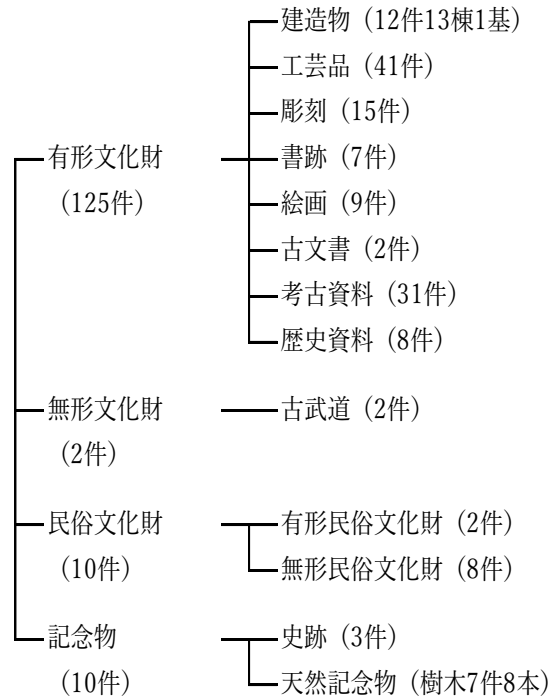 建造物（12件13棟1基）
工芸品（41件）
彫刻（15件）
有形文化財
書跡（7件）
（125件）
絵画（9件）
古文書（2件）
考古資料（31件）
歴史資料（8件）
無形文化財
古武道（2件）
（2件）
民俗文化財
有形民俗文化財（2件）
（10件）
無形民俗文化財（8件）
記念物
史跡（3件）
（10件）
天然記念物（樹木7件8本）